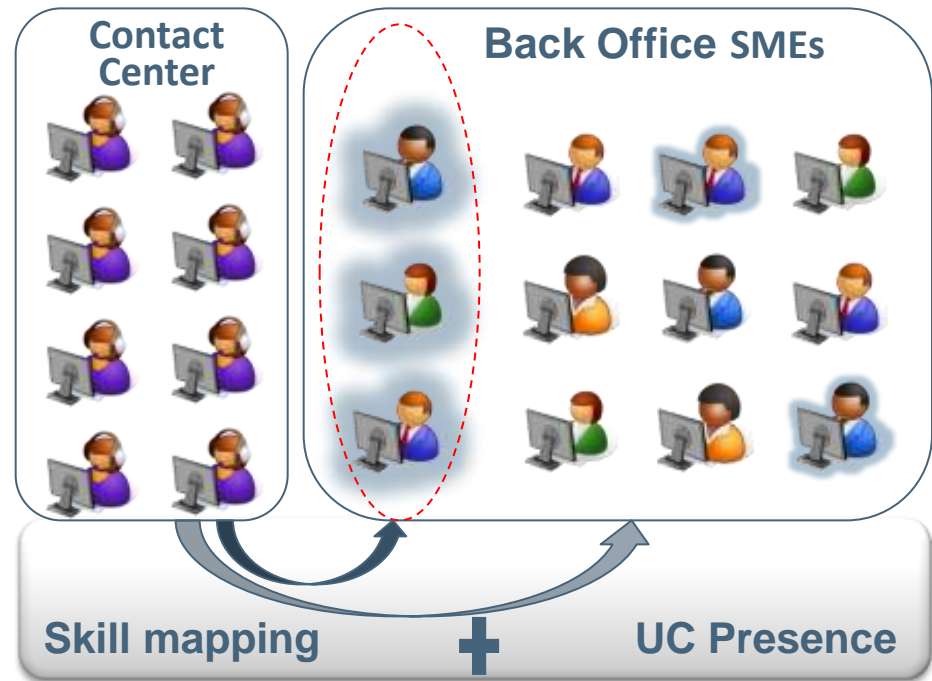 Contact
Center
Back Office SMEs
Skill mapping
+
UC Presence